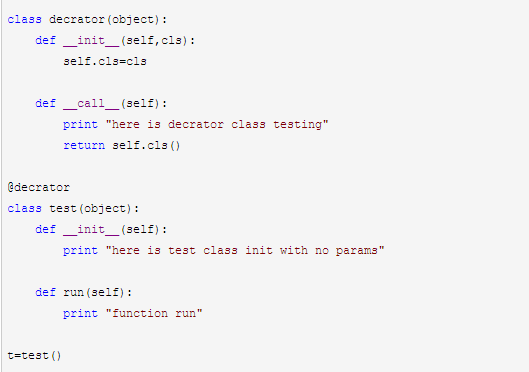 class decrator(object):
    def __init__(self,cls):
        self.cls=cls

    def __call__(self):
        print "here is decrator class testing"
        return self.cls()

@decrator
class test(object):
    def __init__(self):
        print "here is test class init with no params"

    def run(self):
        print "function run"

t=test()